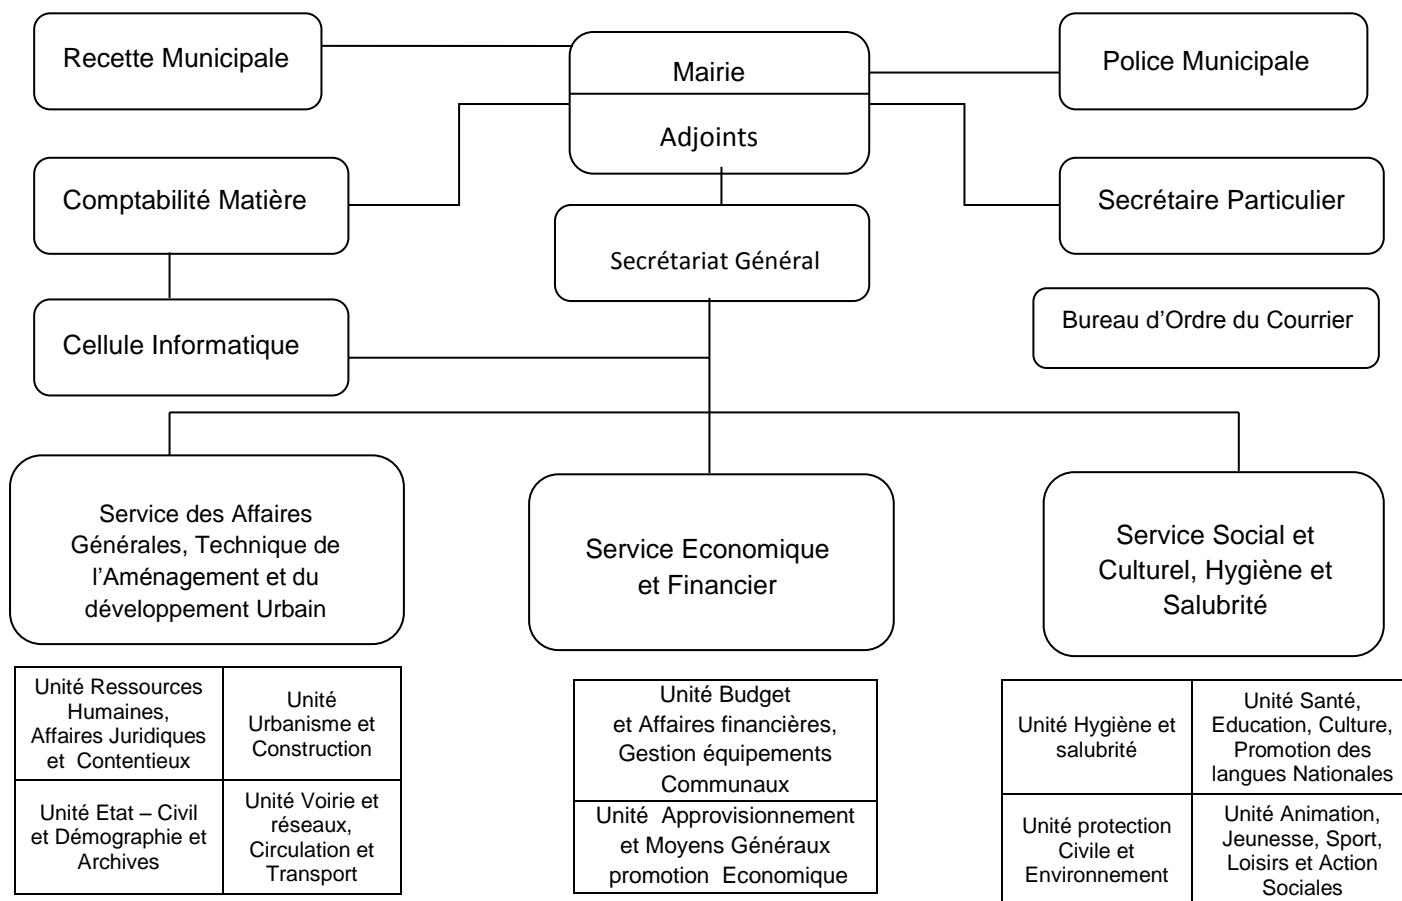 Recette Municipale
Mairie
Adjoints
Police Municipale
Comptabilité Matière
Secrétaire Particulier
Secrétariat Général
Cellule Informatique
Bureau d’Ordre du Courrier
Service des Affaires
Générales, Technique de
l’Aménagement et du
développement Urbain
Service Economique
et Financier
Service Social et
Culturel, Hygiène et
Salubrité
Unité Ressources
Humaines,
Affaires Juridiques
et Contentieux
Unité
Urbanisme et
Construction
Unité Etat – Civil
et Démographie et
Archives
Unité Voirie et
réseaux,
Circulation et
Transport
Unité Budget
et Affaires financières,
Gestion équipements
Communaux
Unité Approvisionnement
et Moyens Généraux
promotion Economique
Unité Hygiène et
salubrité
Unité Santé,
Education, Culture,
Promotion des
langues Nationales
Unité protection
Civile et
Environnement
Unité Animation,
Jeunesse, Sport,
Loisirs et Action
Sociales